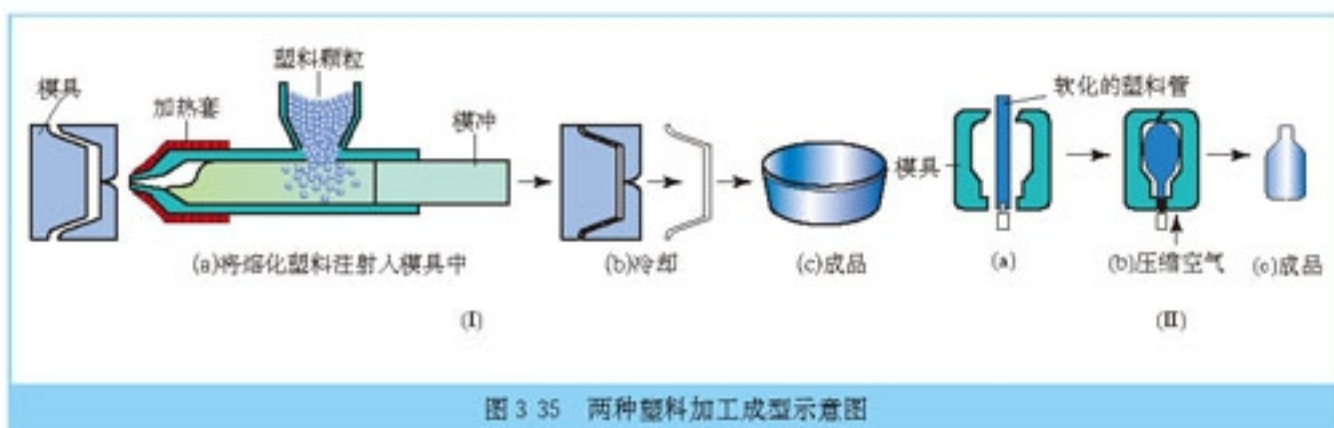 塑料颗粒
模具
加热套
模冲
(a)将熔化塑料注射入模具中
(b)冷却
(c)成品
(Ⅰ)
软化的塑料管
模具
(a)
(b)压缩空气
(c)成品
(Ⅱ)
图 3 35 两种塑料加工成型示意图